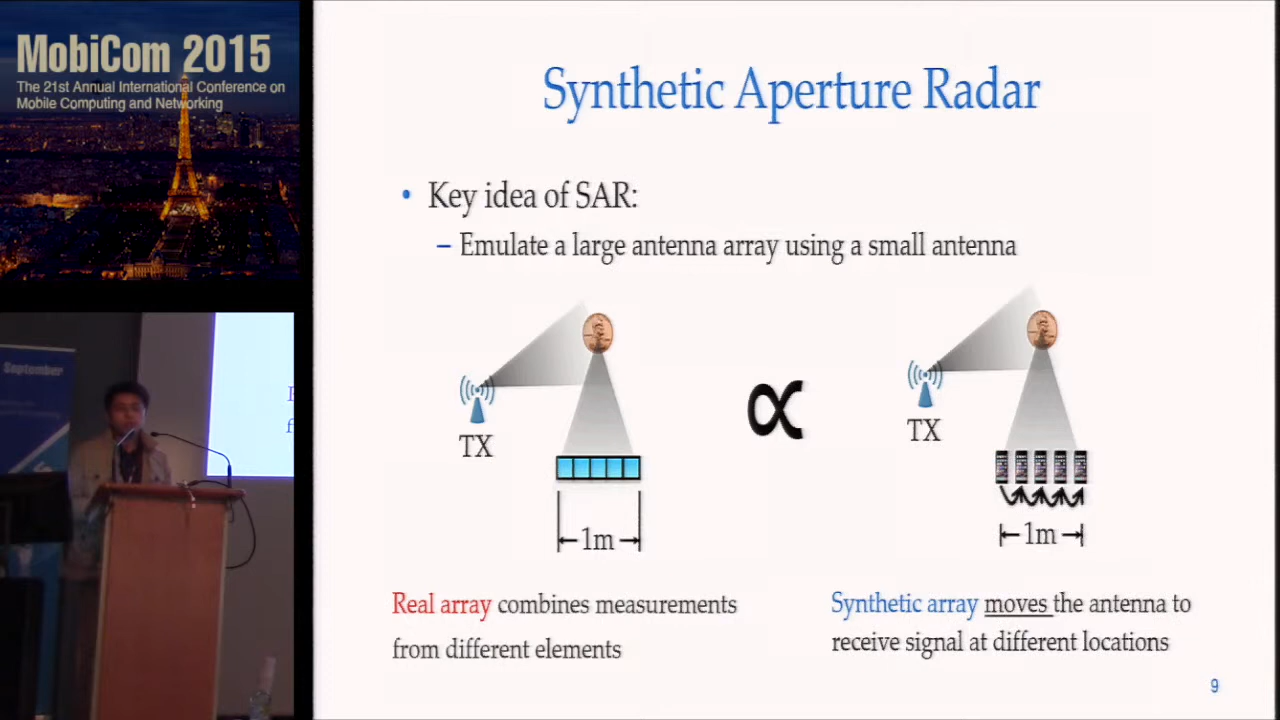 MobiCom 2015
The 21st Annual International Conference on
Mobile Computing and Networking
September
Synthetic Aperture Radar
• Key idea of SAR:
– Emulate a large antenna array using a small antenna
TX
1m
∝
TX
1m
Real array combines measurements
from different elements
Synthetic array moves the antenna to
receive signal at different locations
9